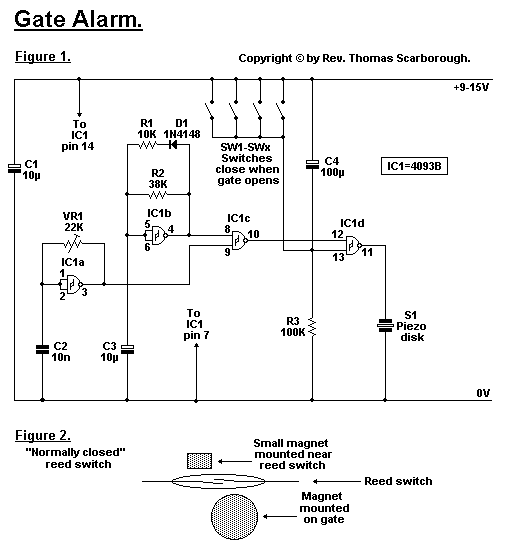 Gate Alarm.
Figure 1.
Copyright © by Rev. Thomas Scarborough.
+9-15V
To
IC1
pin 14
R1
10K
D1
1N4148
SW1-SWx
Switches
close when
gate opens
C1
10µ
C4
100µ
IC1=4093B
R2
38K
VR1
22K
IC1b
5
6
4
IC1c
8
9
10
IC1d
12
13
11
IC1a
1
2
3
To
IC1
pin 7
C2
10n
C3
10µ
R3
100K
S1
Piezo
disk
0V
Figure 2.
"Normally closed"
reed switch
Small magnet
mounted near
reed switch
Reed switch
Magnet
mounted
on gate